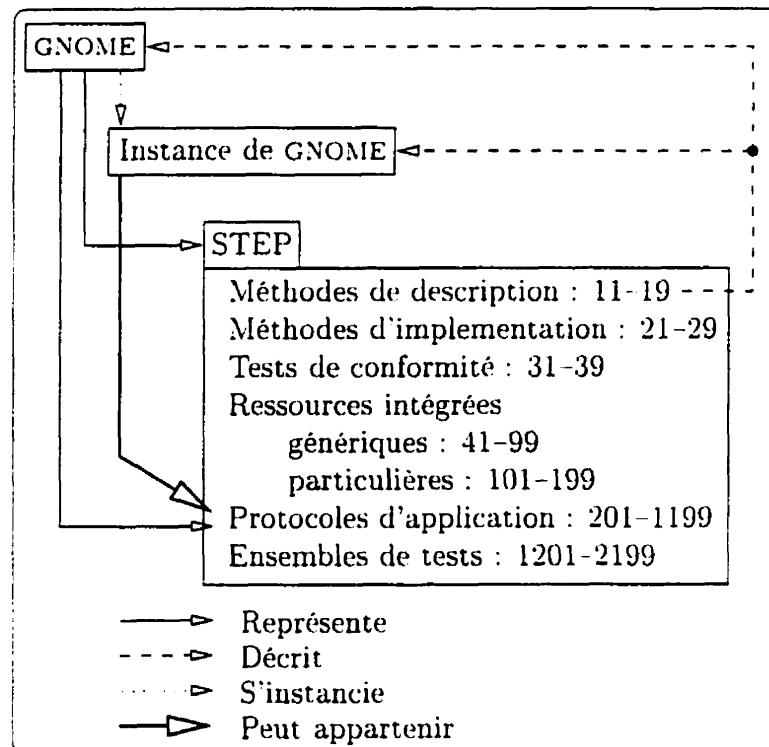 GNOME
Instance de GNOME
STEP
Méthodes de description : 11-19
Méthodes d'implementation : 21-29
Tests de conformité : 31-39
Ressources intégrées
génériques : 41-99
particulières : 101-199
Protocoles d'application : 201-1199
Ensembles de tests : 1201-2199
Représente
Décrit
S'instancie
Peut appartenir